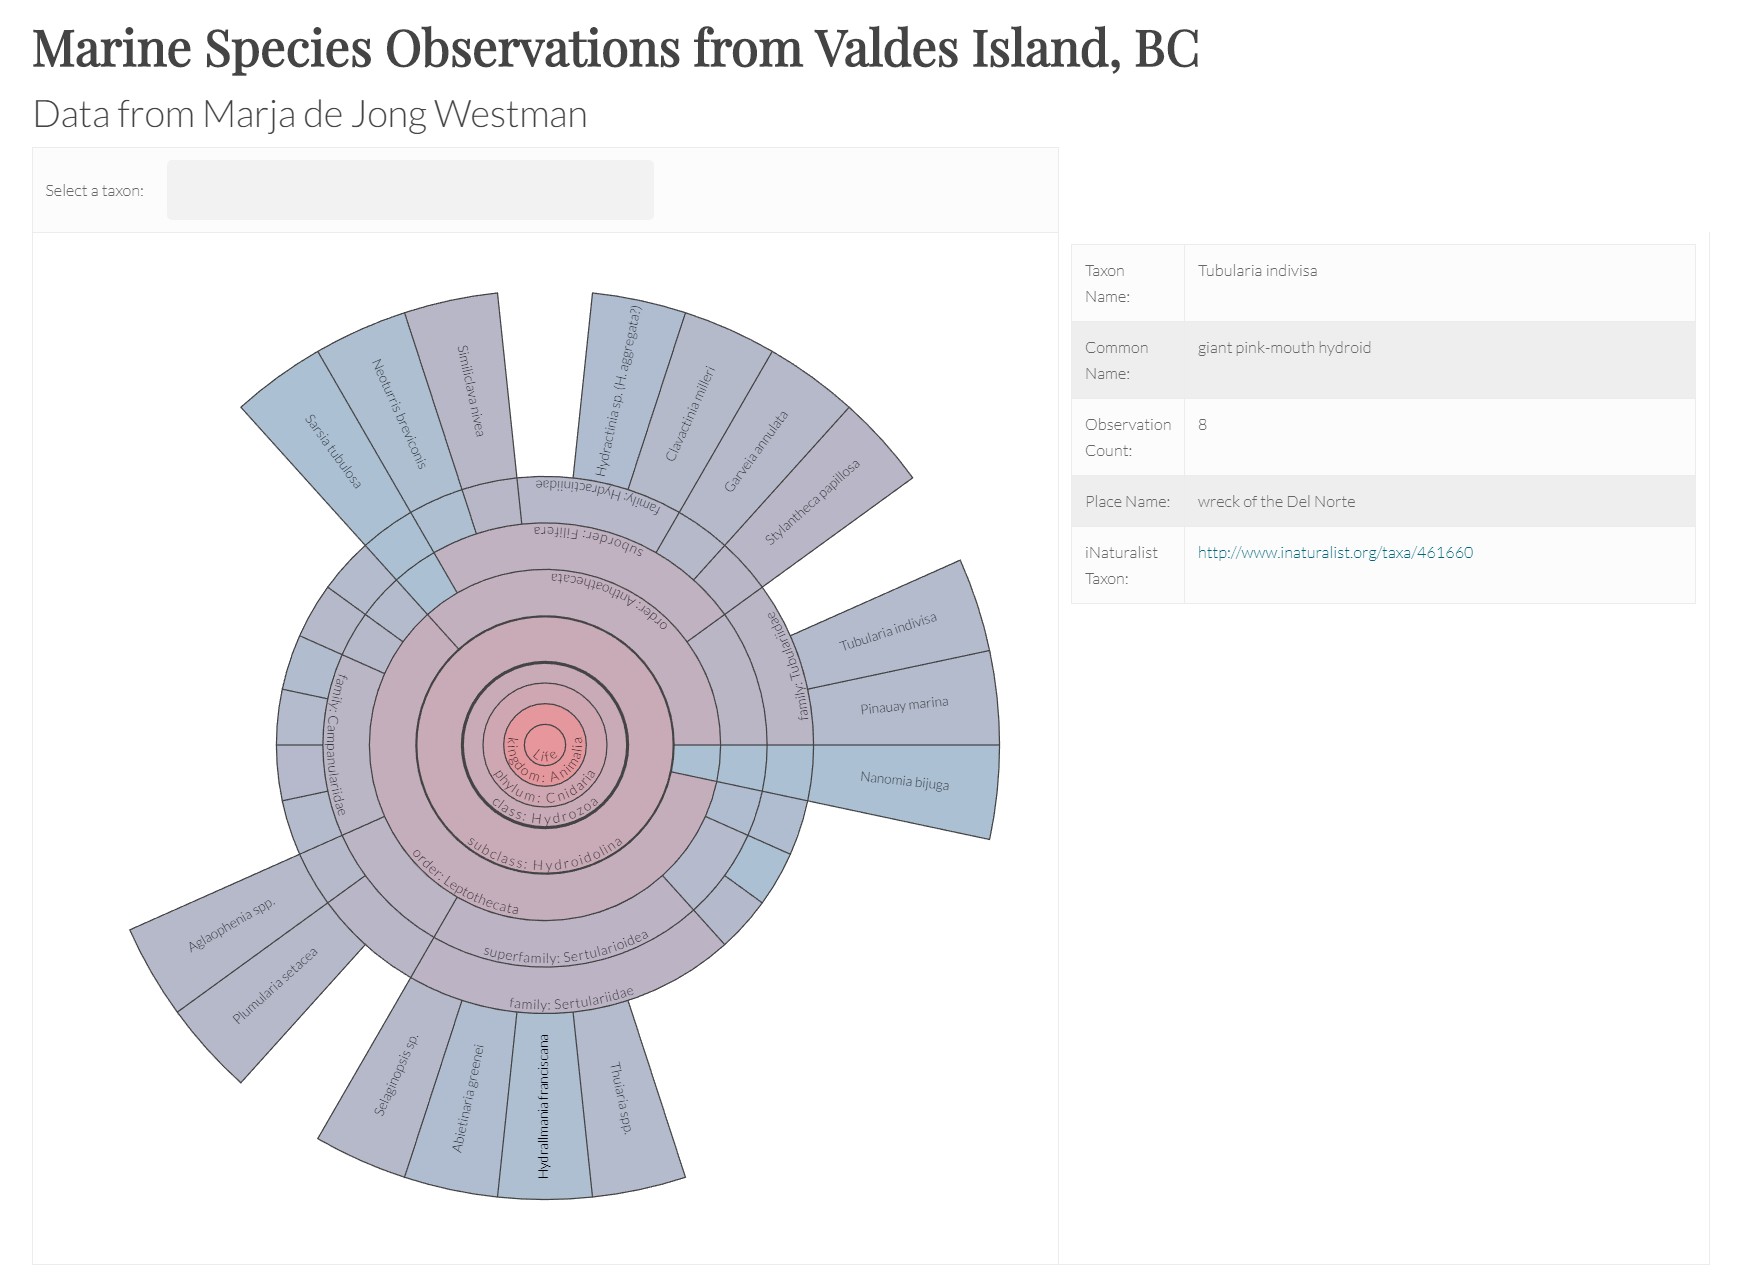 Marine Species Observations from Valdes Island, BC
Data from Marja de Jong Westman
Select a taxon:
Taxon Name:
Tubularia indivisa
Common Name:
giant pink-mouth hydroid
Observation Count:
8
Place Name:
wreck of the Del Norte
iNaturalist Taxon:
http://www.inaturalist.org/taxa/461660
Sarsia tubulosa
Neoturris breviconis
Similiclava nivea
Hydractinia sp. (H. aggregata?)
Clavactinia milleri
Garveia annulata
Stylantheca papillosa
Tubularia indivisa
Pinauay marina
Nanomia bijuga
family: Hydractiniidae
suborder: Filifera
order: Anthoathecata
family: Tubulariidae
family: Campanulariidae
Life
kingdom: Animalia
phylum: Cnidaria
class: Hydrozoa
subclass: Hydroidolina
order: Leptothecata
superfamily: Sertularioidea
family: Sertulariidae
Aglaophenia spp.
Plumularia setacea
Selaginopsis sp.
Abietinaria greenei
Hydrallmania franciscana
Thuiaria spp.